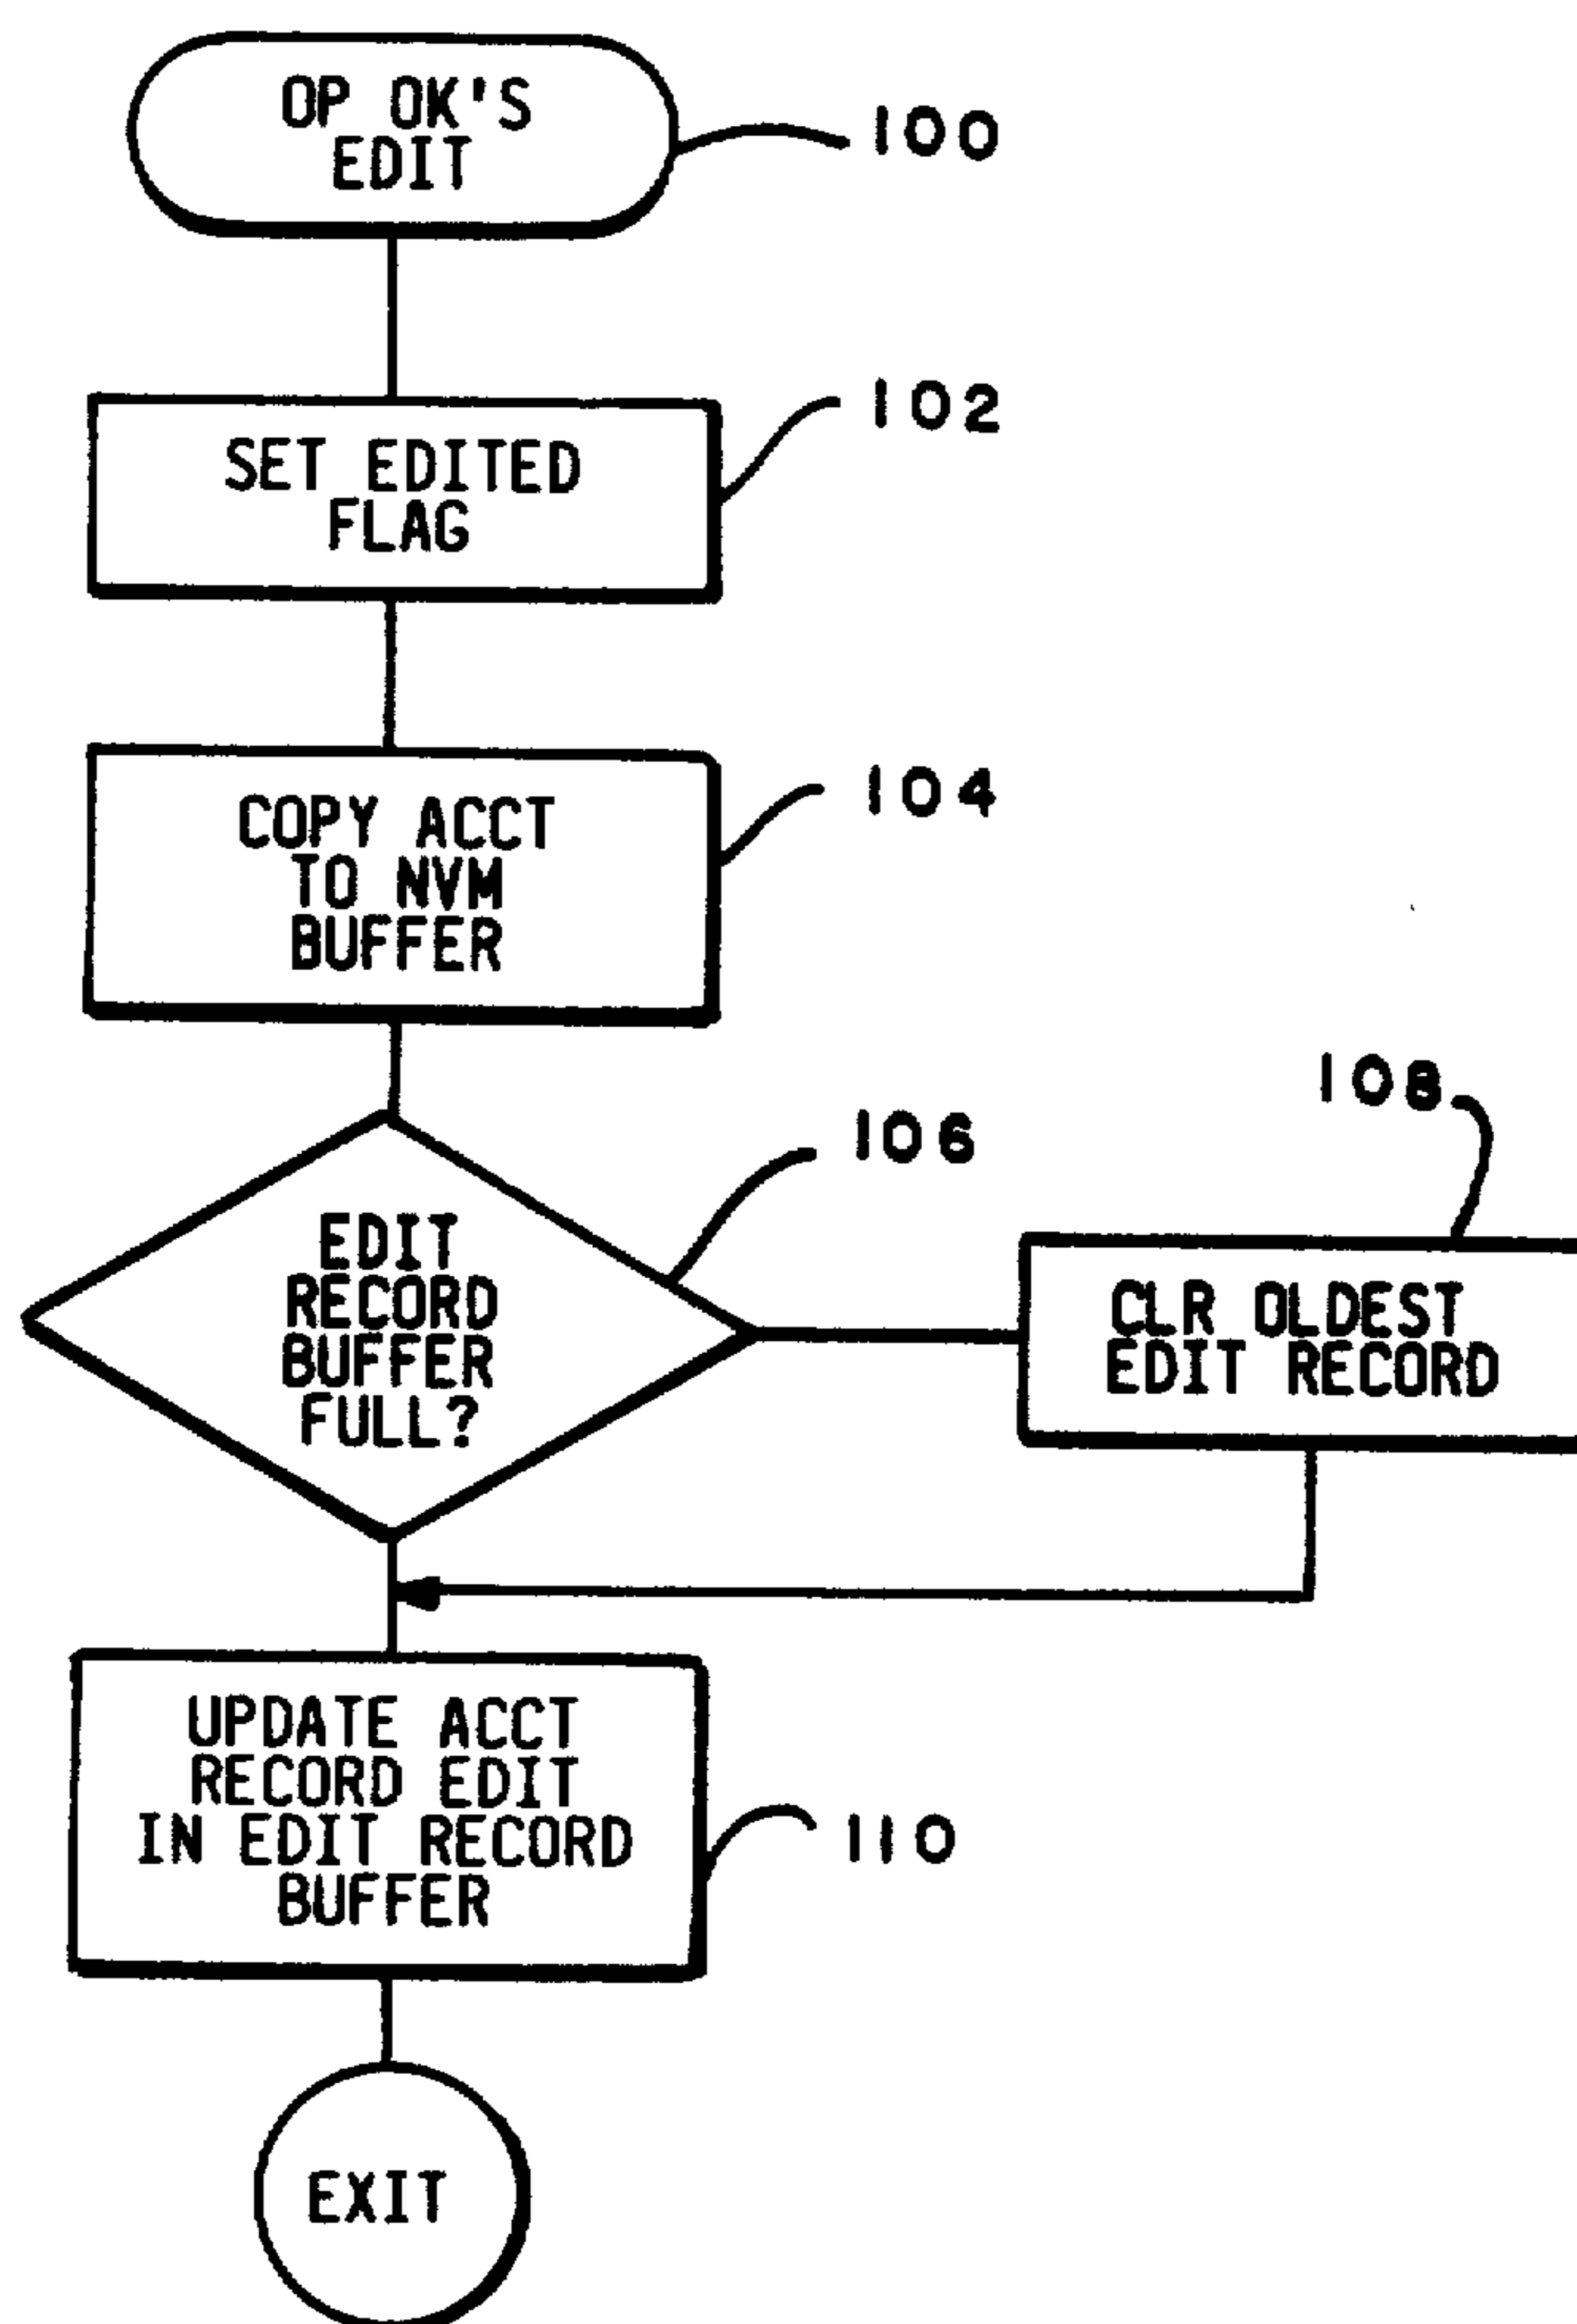 OP OK'S
EDIT
100
SET EDITED
FLAG
102
COPY ACCT
TO NVM
BUFFER
104
EDIT
RECORD
BUFFER
FULL?
106
108
CLR OLDEST
EDIT RECORD
UPDATE ACCT
RECORD EDIT
IN EDIT RECORD
BUFFER
110
EXIT